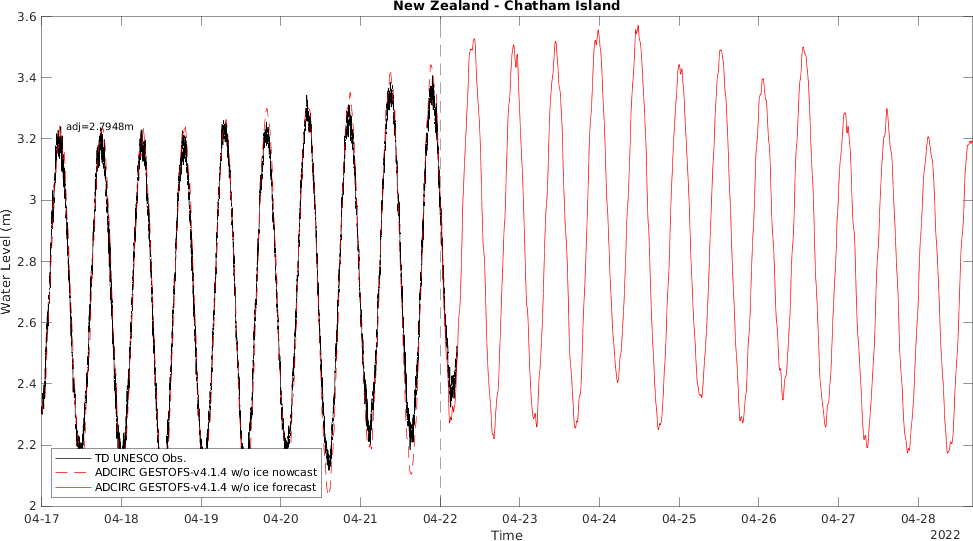 New Zealand - Chatham Island
3.6
3.4
3.2
3
2.8
2.6
2.4
2.2
2
Water Level (m)
adj=2.7948m
TD UNESCO Obs.
ADCIRC GESTOFS-v4.1.4 w/o ice nowcast
ADCIRC GESTOFS-v4.1.4 w/o ice forecast
04-17 04-18 04-19 04-20 04-21 04-22 04-23 04-24 04-25 04-26 04-27 04-28
Time
2022